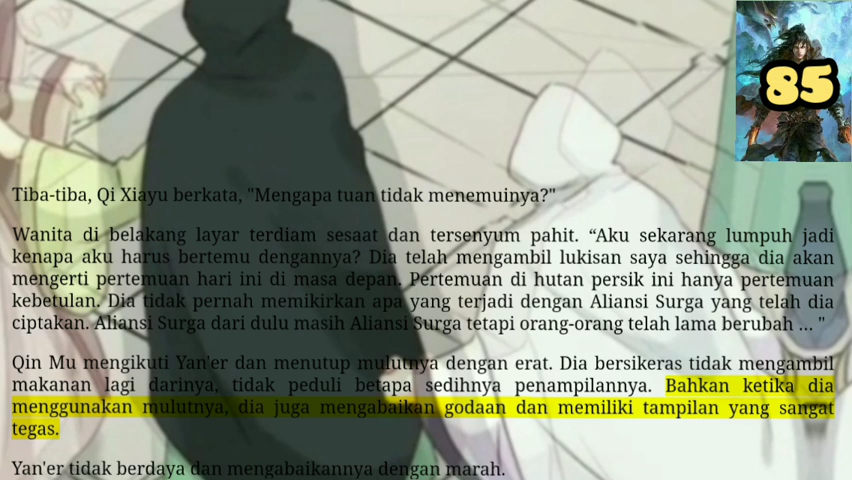 85
Tiba-tiba, Qi Xiayu berkata, "Mengapa tuan tidak menemuinya?"
Wanita di belakang layar terdiam sesaat dan tersenyum pahit. “Aku sekarang lumpuh jadi
kenapa aku harus bertemu dengannya? Dia telah mengambil lukisan saya sehingga dia akan
mengerti pertemuan hari ini di masa depan. Pertemuan di hutan persik ini hanya pertemuan
kebetulan. Dia tidak pernah memikirkan apa yang terjadi dengan Aliansi Surga yang telah dia
ciptakan. Aliansi Surga dari dulu masih Aliansi Surga tetapi orang-orang telah lama berubah ... "
Qin Mu mengikuti Yan'er dan menutup mulutnya dengan erat. Dia bersikeras tidak mengambil
makanan lagi darinya, tidak peduli betapa sedihnya penampilannya. Bahkan ketika dia
menggunakan mulutnya, dia juga mengabaikan godaan dan memiliki tampilan yang sangat
tegas.
Yan'er tidak berdaya dan mengabaikannya dengan marah.